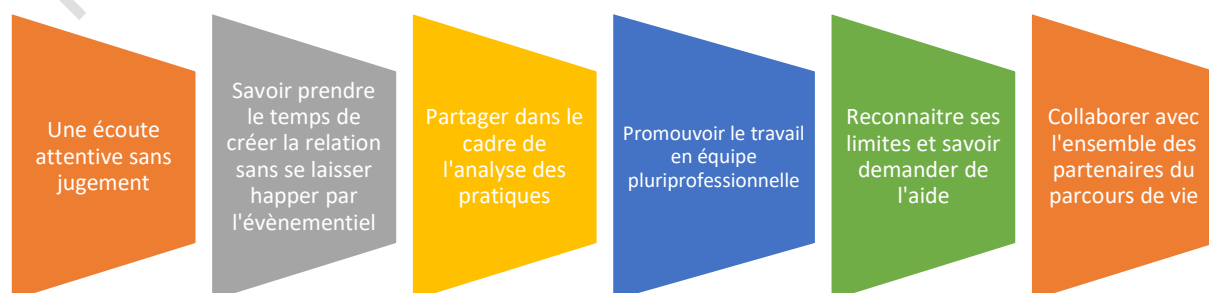 Une écoute
attentive sans
jugement
Savoir prendre
le temps de
créer la relation
sans se laisser
happer par
l'évènementiel
Partager dans le
cadre de
l'analyse des
pratiques
Promouvoir le travail
en équipe
pluriprofessionnelle
Reconnaitre ses
limites et savoir
demander de
l'aide
Collaborer avec
l'ensemble des
partenaires du
parcours de vie